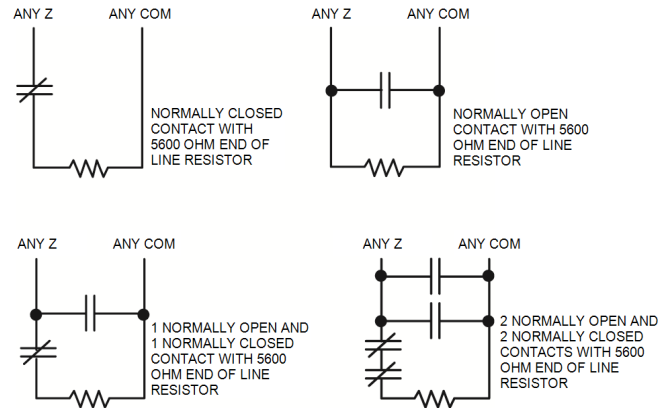 ANY Z
ANY COM
NORMALLY CLOSED
CONTACT WITH
5600 OHM END OF
LINE RESISTOR
ANY Z
ANY COM
NORMALLY OPEN
CONTACT WITH 5600
OHM END OF LINE
RESISTOR
ANY Z
ANY COM
1 NORMALLY OPEN AND
1 NORMALLY CLOSED
CONTACT WITH 5600
OHM END OF LINE
RESISTOR
ANY Z
ANY COM
2 NORMALLY OPEN AND
2 NORMALLY CLOSED
CONTACTS WITH 5600
OHM END OF LINE
RESISTOR